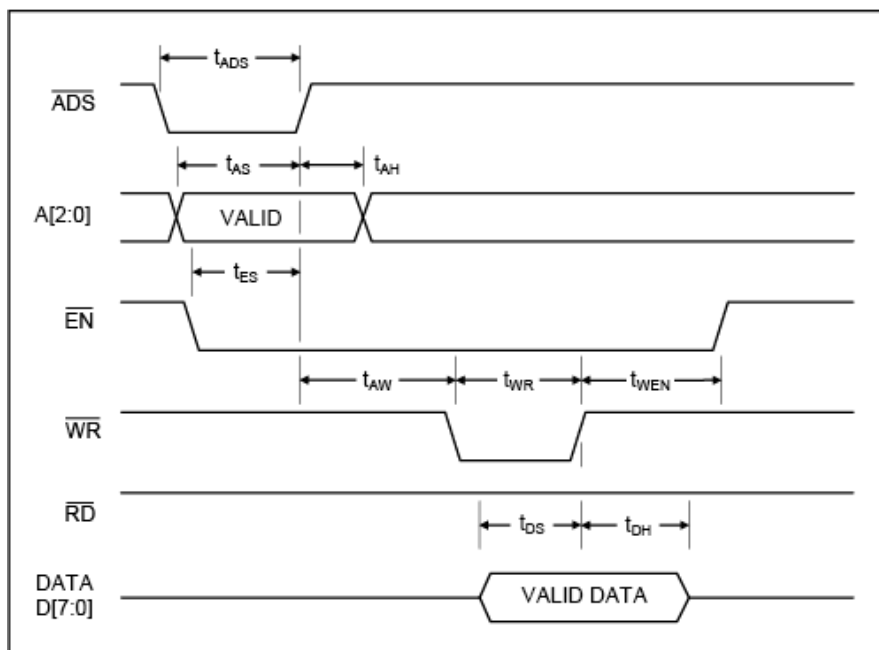 tADS
ADS
tAS
tAH
A[2:0]
VALID
tES
EN
tAW
tWR
tWEN
WR
RD
tDS
tDH
DATA
D[7:0]
VALID DATA